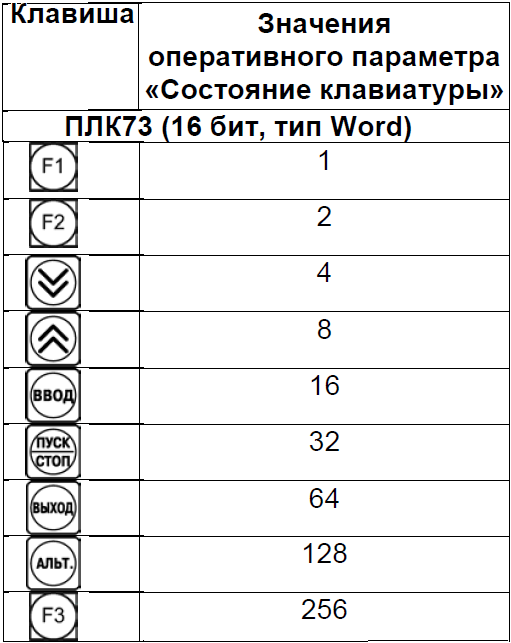 Клавиша
Значения
оперативного параметра
«Состояние клавиатуры»
ПЛК73 (16 бит, тип Word)
F1
1
F2
2
4
8
ВВОД
16
ПУСК
СТОП
32
ВЫХОД
64
АЛЬТ.
128
F3
256